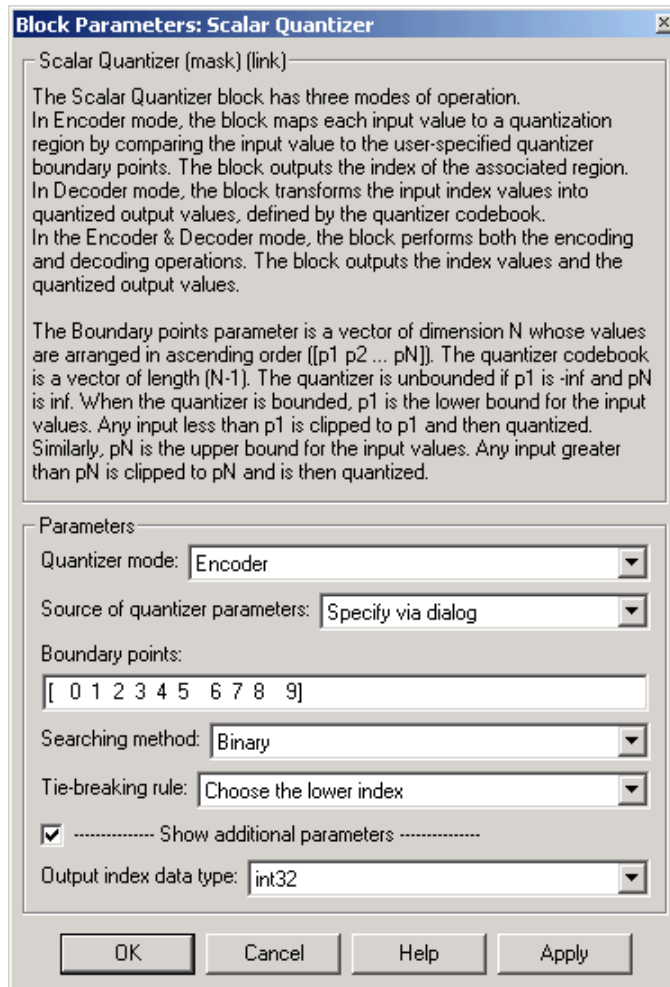 Block Parameters: Scalar Quantizer
Scalar Quantizer (mask) (link)
The Scalar Quantizer block has three modes of operation.
In Encoder mode, the block maps each input value to a quantization
region by comparing the input value to the user-specified quantizer
boundary points. The block outputs the index of the associated region.
In Decoder mode, the block transforms the input index values into
quantized output values, defined by the quantizer codebook.
In the Encoder & Decoder mode, the block performs both the encoding
and decoding operations. The block outputs the index values and the
quantized output values.
The Boundary points parameter is a vector of dimension N whose values
are arranged in ascending order ([p1 p2 ... pN]). The quantizer codebook
is a vector of length (N-1). The quantizer is unbounded if p1 is -inf and pN
is inf. When the quantizer is bounded, p1 is the lower bound for the input
values. Any input less than p1 is clipped to p1 and then quantized.
Similarly, pN is the upper bound for the input values. Any input greater
than pN is clipped to pN and is then quantized.
Parameters
Quantizer mode: Encoder
Source of quantizer parameters: Specify via dialog
Boundary points:
[ 0 1 2 3 4 5 6 7 8 9]
Searching method: Binary
Tie-breaking rule: Choose the lower index
--------------- Show additional parameters ---------------
Output index data type: int32
OK Cancel Help Apply